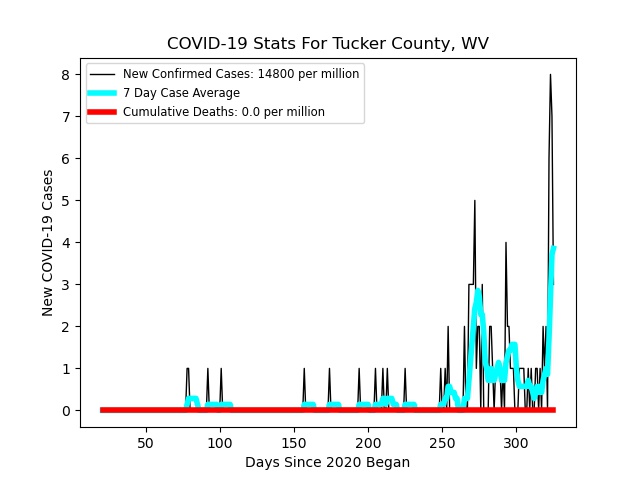 COVID-19 Stats For Tucker County, WV
New Confirmed Cases: 14800 per million
7 Day Case Average
Cumulative Deaths: 0.0 per million
New COVID-19 Cases
8
7
6
5
4
3
2
1
0
50 100 150 200 250 300
Days Since 2020 Began